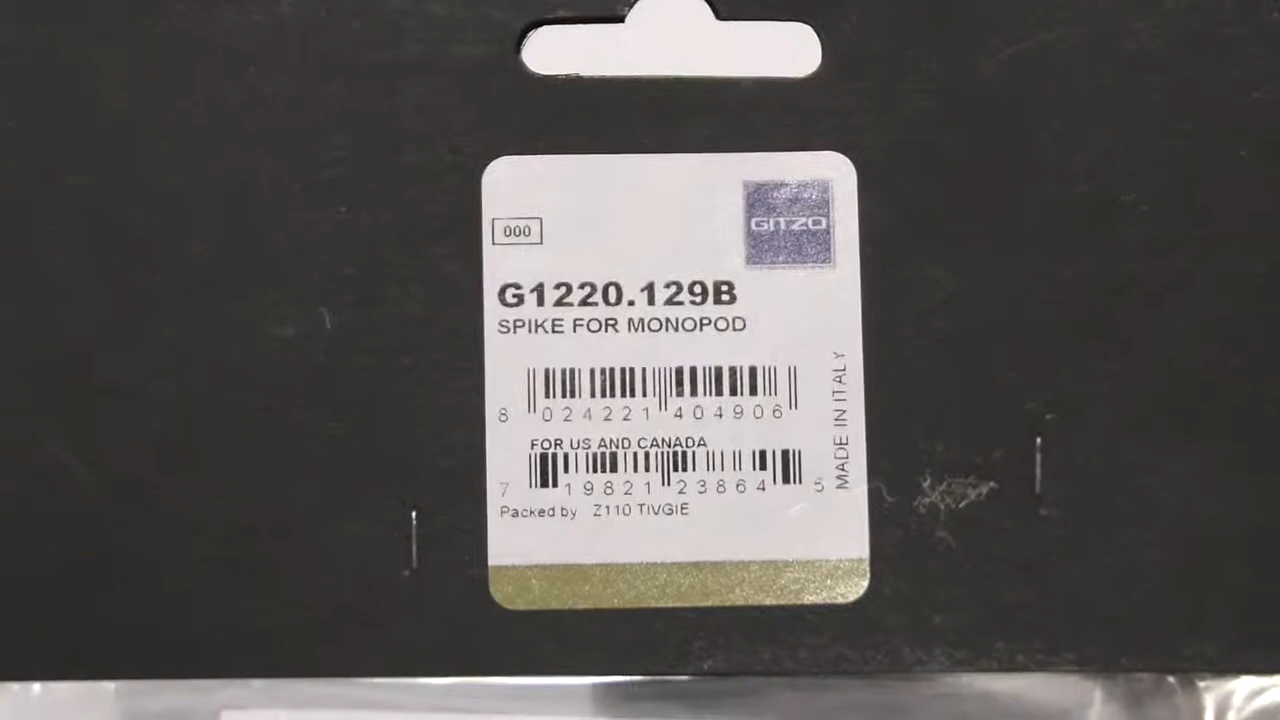 GITZO
000
G1220.129B
SPIKE FOR MONOPOD
8 024221 404906
FOR US AND CANADA
7 19821 23864 5
Packed by Z110 TIVGIE
MADE IN ITALY